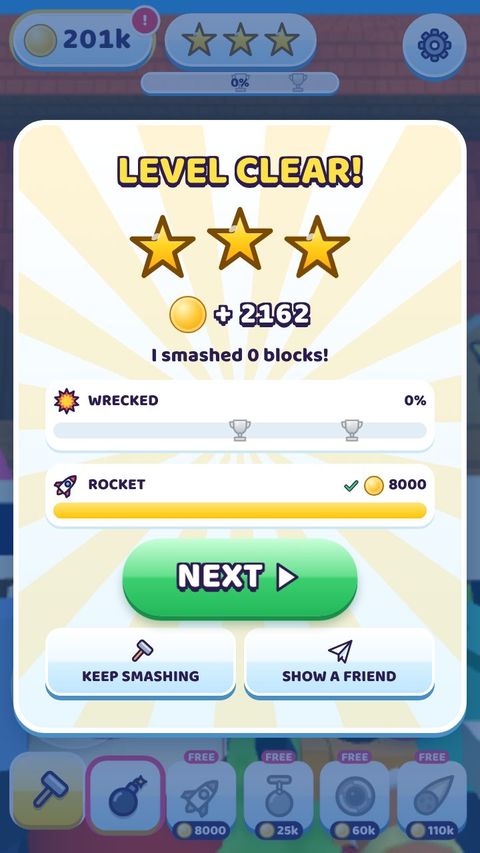 201k
!
0%
LEVEL CLEAR!
+ 2162
I smashed 0 blocks!
WRECKED 0%
ROCKET 8000
NEXT
KEEP SMASHING
SHOW A FRIEND
FREE FREE FREE FREE
8000 25k 60k 110k